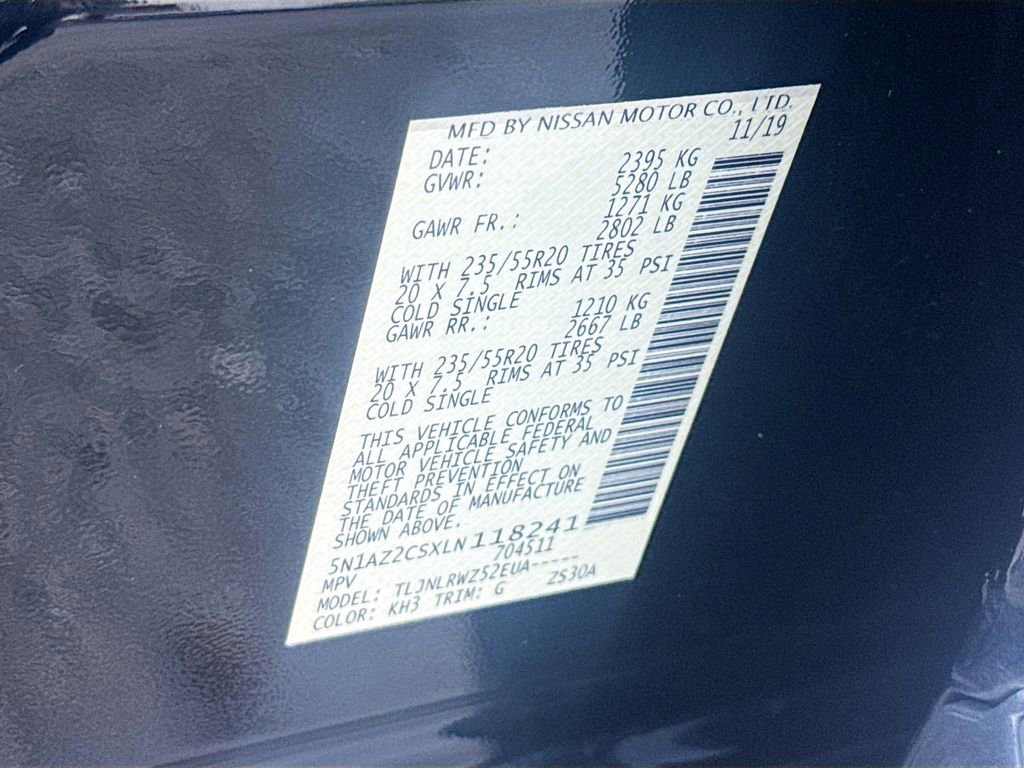 MFD BY NISSAN MOTOR CO., LTD.
DATE: 11/19
GVWR: 2395 KG
5280 LB
GAWR FR.: 1271 KG
2802 LB
WITH 235/55R20 TIRES
20 X 7.5 RIMS AT 35 PSI
COLD SINGLE
GAWR RR.: 1210 KG
2667 LB
WITH 235/55R20 TIRES
20 X 7.5 RIMS AT 35 PSI
COLD SINGLE
THIS VEHICLE CONFORMS TO
ALL APPLICABLE FEDERAL
MOTOR VEHICLE SAFETY AND
THEFT PREVENTION
STANDARDS IN EFFECT ON
THE DATE OF MANUFACTURE
SHOWN ABOVE.
5N1AZ2CSXLN118241
MPV 704511
MODEL: TLJNLRWZ52EUA-----
COLOR: KH3 TRIM: G ZS30A